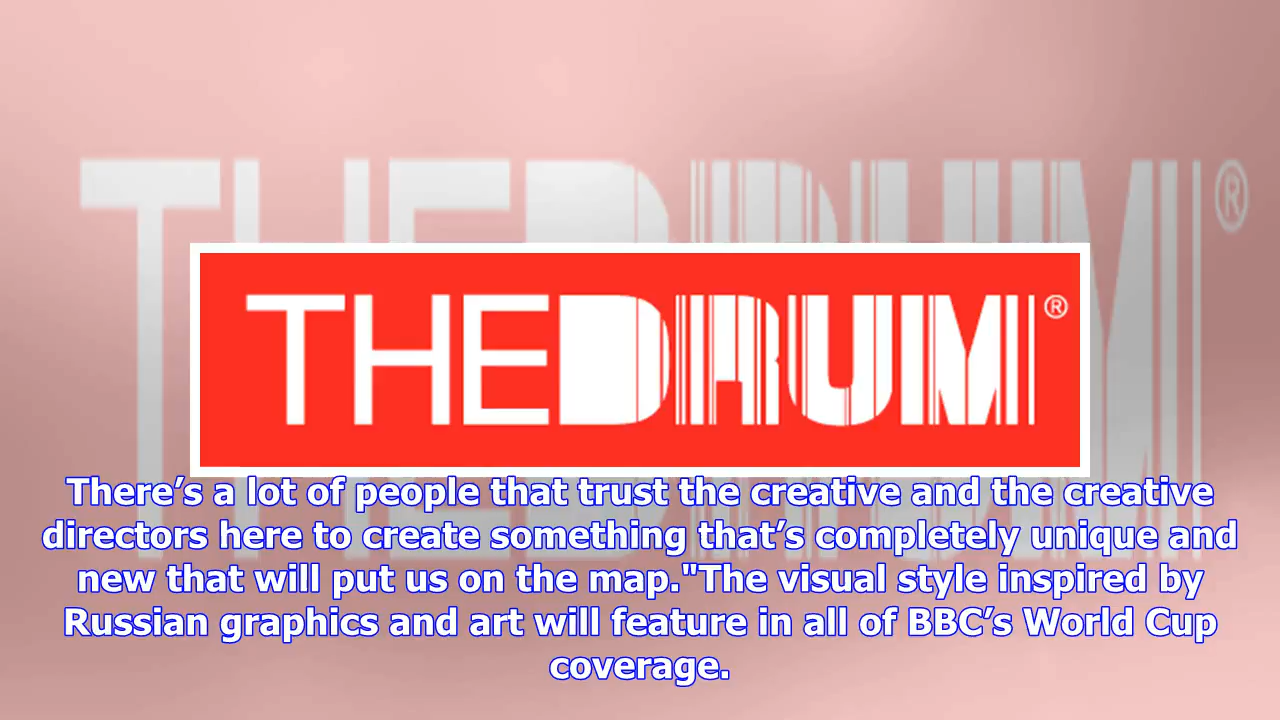 THEDRUM®
THEDRUM®
There’s a lot of people that trust the creative and the creative
directors here to create something that’s completely unique and
new that will put us on the map."The visual style inspired by
Russian graphics and art will feature in all of BBC’s World Cup
coverage.